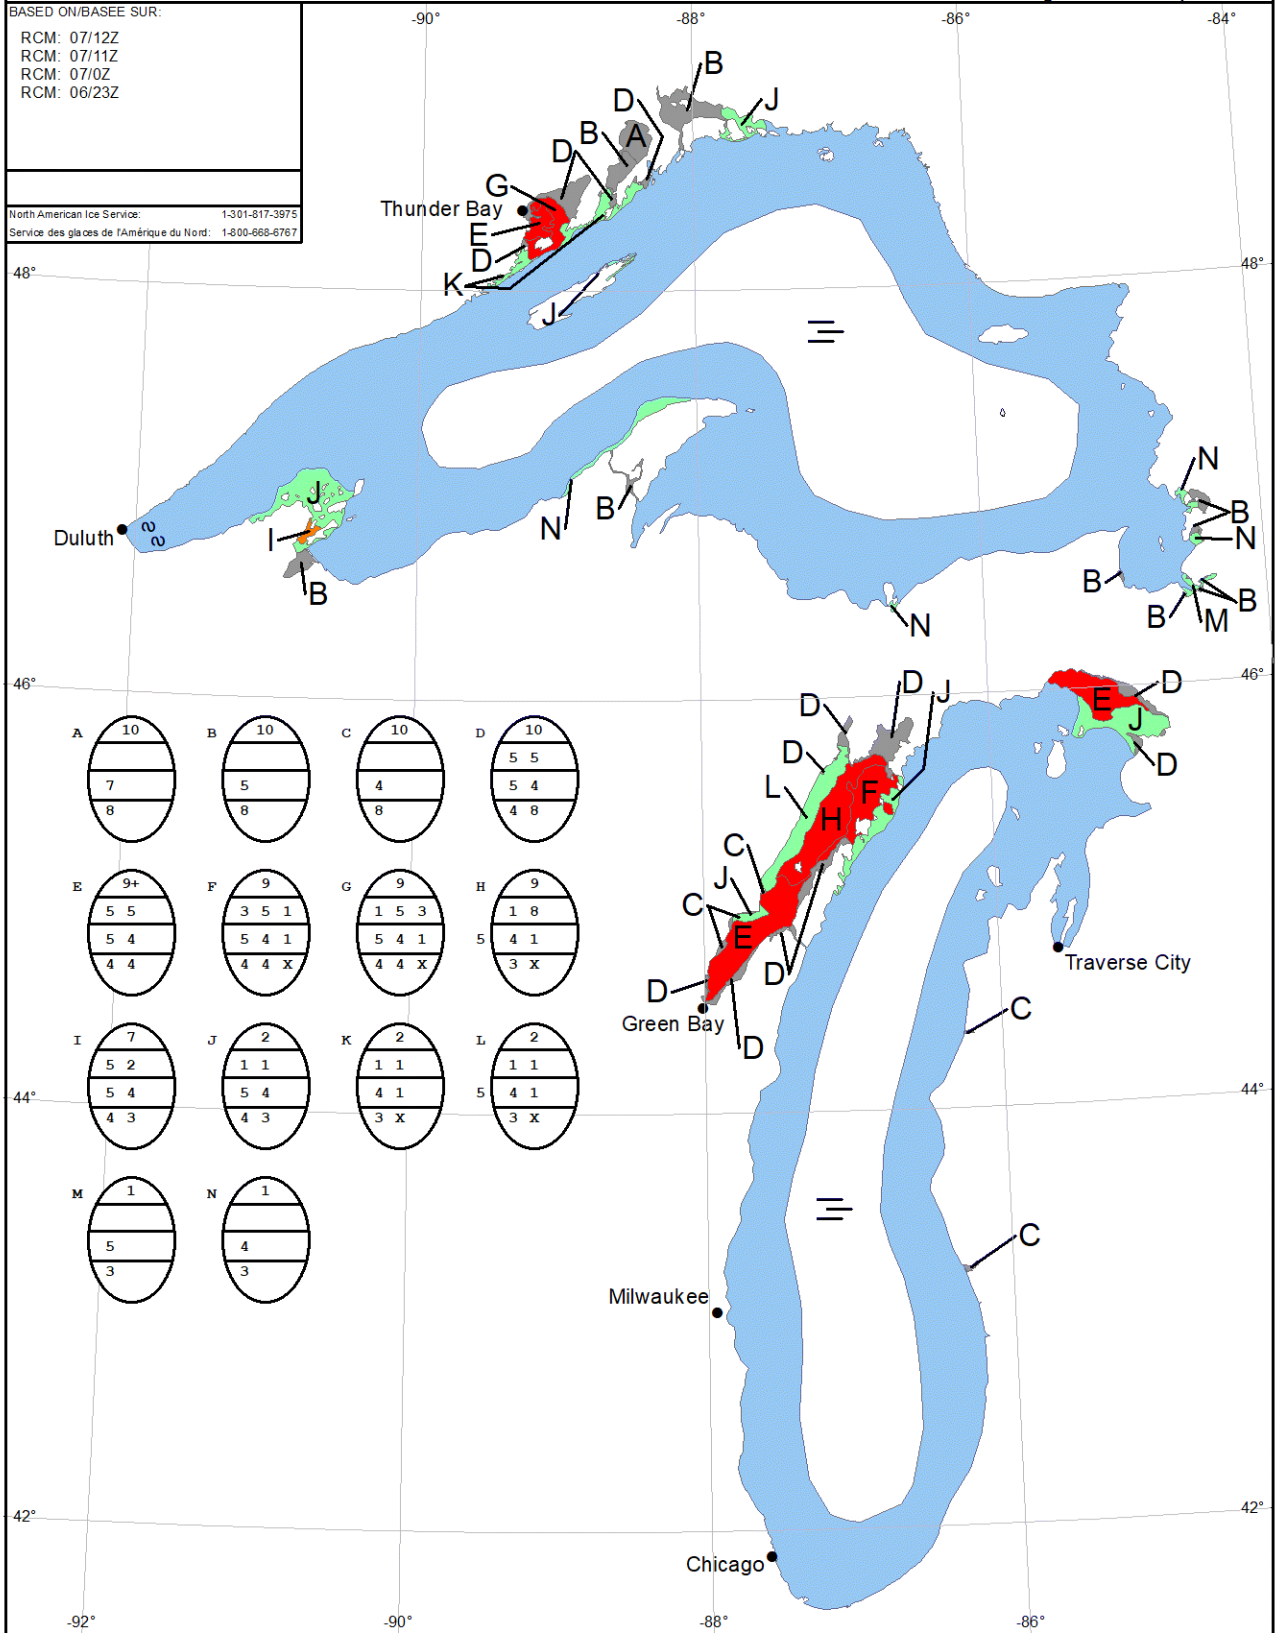 -90°
-88°
-86°
-84°
BASED ON/BASEE SUR:
RCM: 07/12Z
RCM: 07/11Z
RCM: 07/0Z
RCM: 06/23Z
North American Ice Service: 1-301-817-3975
Service des glaces de l'Amérique du Nord: 1-800-668-6767
B
D
J
B
A
D
G
Thunder Bay
E
D
K
J
48°
48°
N
J
B
N
Duluth
I
N
B
B
B
B
B
M
N
46°
46°
D
D
J
E
D
J
D
D
L
F
H
C
J
C
E
D
D
Green Bay
D
Traverse City
C
A
10
7
8
B
10
5
8
C
10
4
8
D
10
5 5
5 4
4 8
E
9+
5 5
5 4
4 4
F
9
3 5 1
5 4 1
4 4 X
G
9
1 5 3
5 4 1
4 4 X
H
9
1 8
5 4 1
3 X
I
7
5 2
5 4
4 3
J
2
1 1
5 4
4 3
K
2
1 1
4 1
3 X
L
2
1 1
5 4 1
3 X
44°
44°
M
1
5
3
N
1
4
3
C
Milwaukee
42°
42°
Chicago
-92°
-90°
-88°
-86°